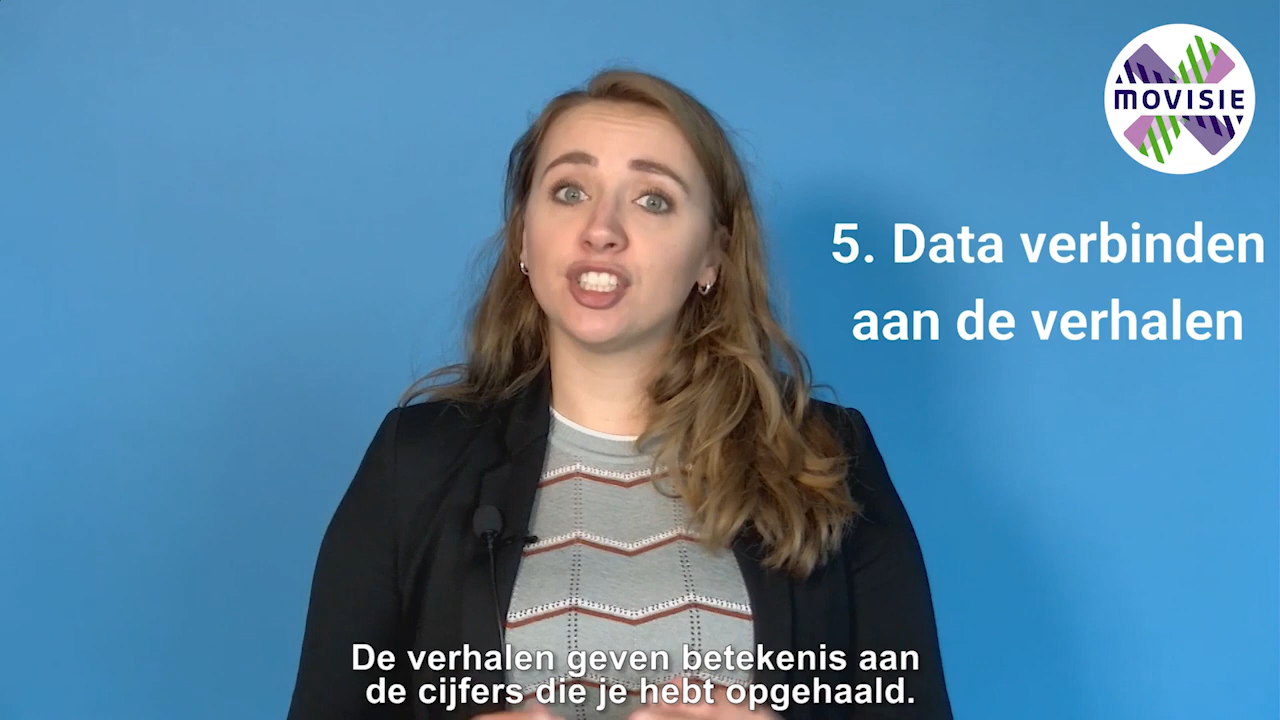 MOVISIE
5. Data verbinden
aan de verhalen
De verhalen geven betekenis aan
de cijfers die je hebt opgehaald.